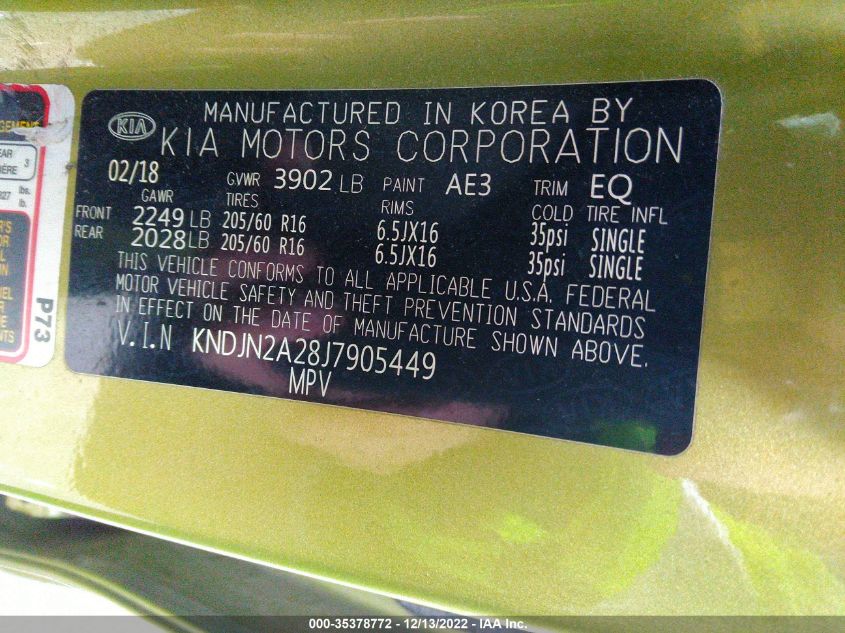 MANUFACTURED IN KOREA BY
KIA KIA MOTORS CORPORATION
02/18 GVWR 3902 LB PAINT AE3 TRIM EQ
GAWR TIRES RIMS COLD TIRE INFL
FRONT 2249 LB 205/60 R16 6.5JX16 35psi SINGLE
REAR 2028 LB 205/60 R16 6.5JX16 35psi SINGLE
THIS VEHICLE CONFORMS TO ALL APPLICABLE U.S.A. FEDERAL
MOTOR VEHICLE SAFETY AND THEFT PREVENTION STANDARDS
IN EFFECT ON THE DATE OF MANUFACTURE SHOWN ABOVE.
V.I.N KNDJN2A28J7905449
MPV
3
lbs.
lb.
P73
000-35378772 - 12/13/2022 - IAA Inc.